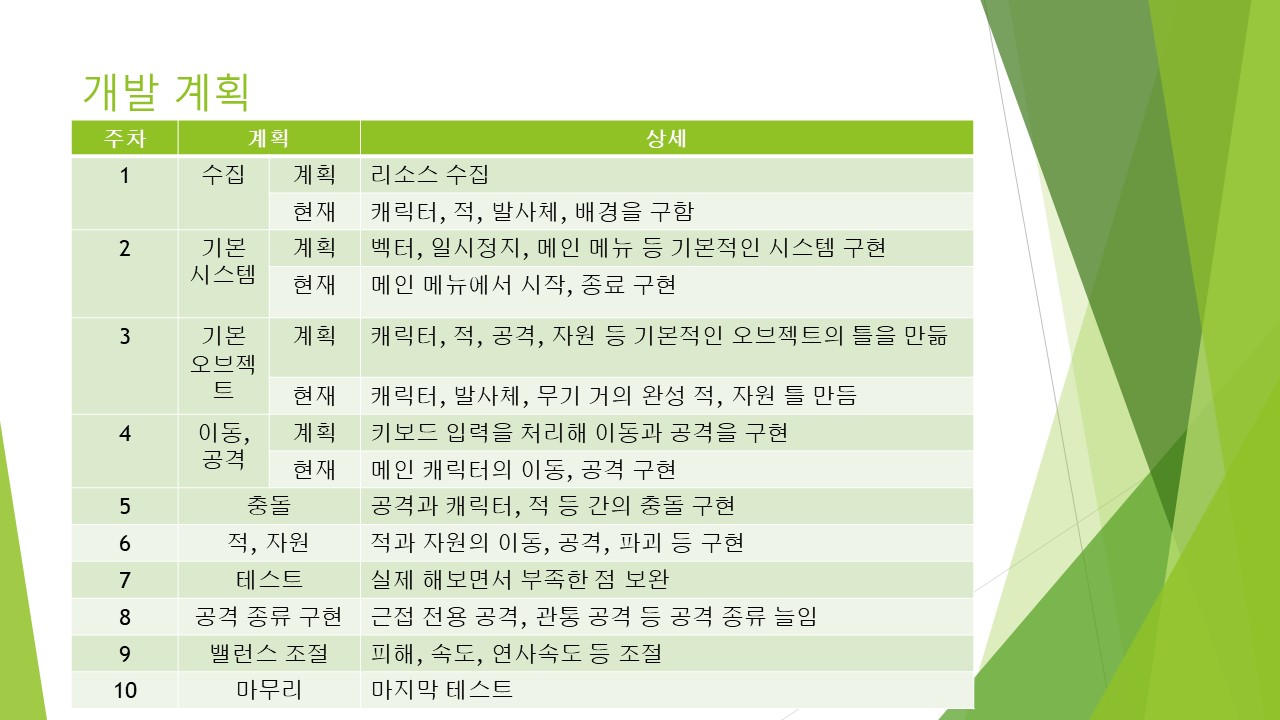 개발 계획
주차 계획 상세
1 수집 계획 리소스 수집
현재 캐릭터, 적, 발사체, 배경을 구함
2 기본 시스템 계획 벡터, 일시정지, 메인 메뉴 등 기본적인 시스템 구현
현재 메인 메뉴에서 시작, 종료 구현
3 기본 오브젝트 계획 캐릭터, 적, 공격, 자원 등 기본적인 오브젝트의 틀을 만듦
현재 캐릭터, 발사체, 무기 거의 완성 적, 자원 틀 만듬
4 이동, 공격 계획 키보드 입력을 처리해 이동과 공격을 구현
현재 메인 캐릭터의 이동, 공격 구현
5 충돌 공격과 캐릭터, 적 등 간의 충돌 구현
6 적, 자원 적과 자원의 이동, 공격, 파괴 등 구현
7 테스트 실제 해보면서 부족한 점 보완
8 공격 종류 구현 근접 전용 공격, 관통 공격 등 공격 종류 늘임
9 밸런스 조절 피해, 속도, 연사속도 등 조절
10 마무리 마지막 테스트